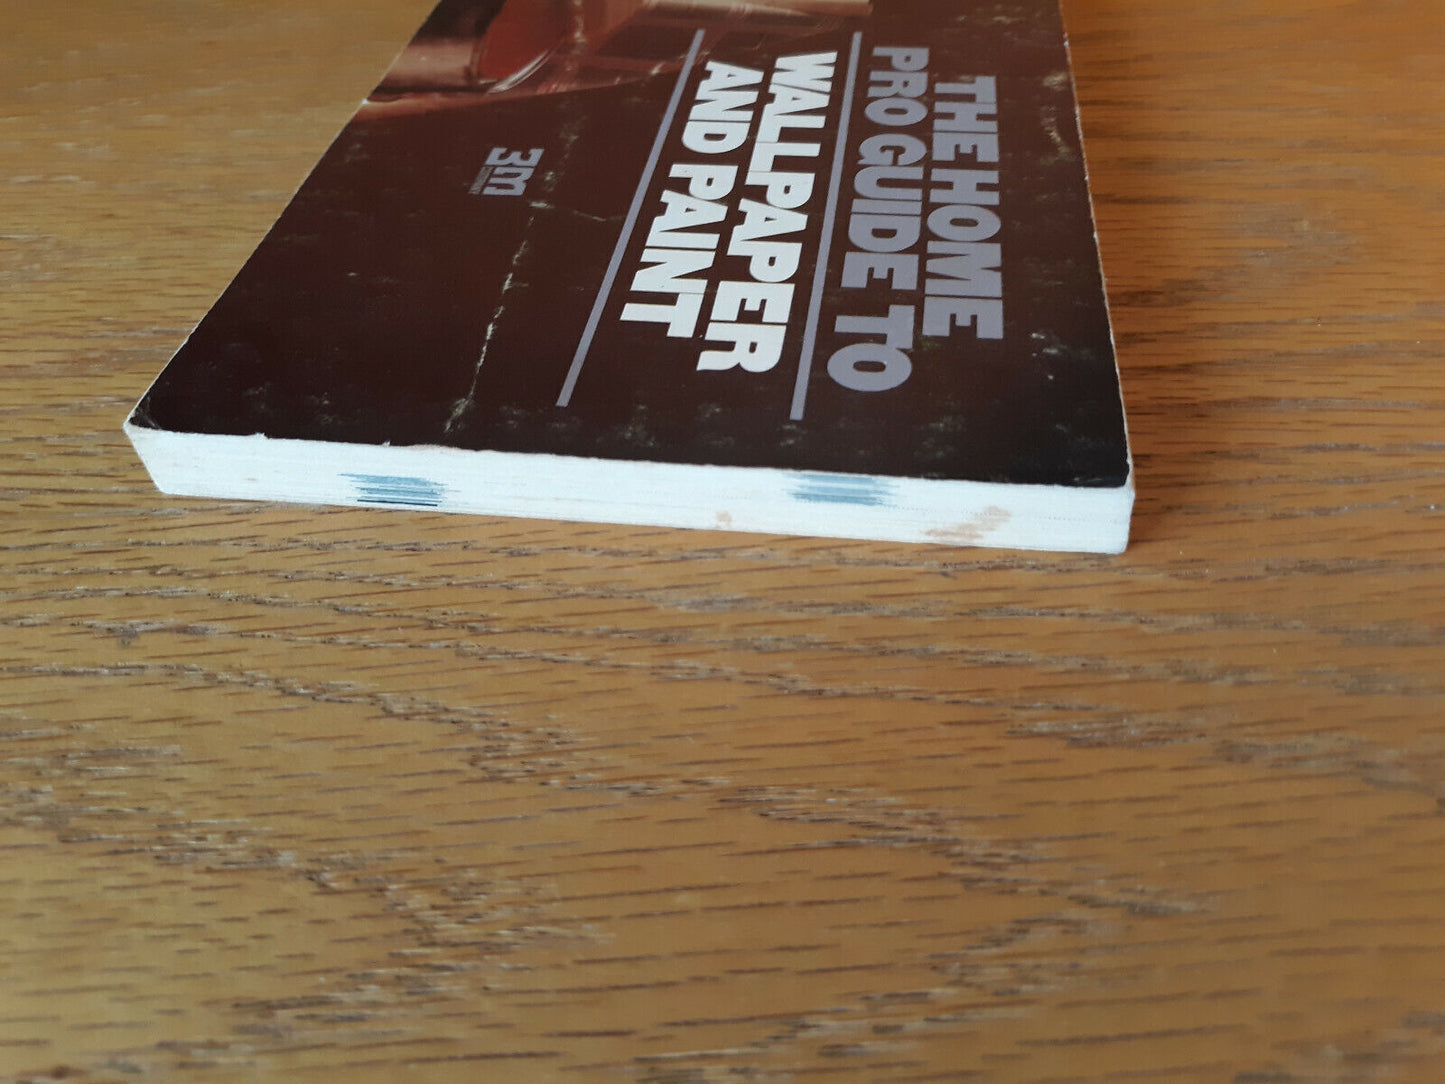 THE HOME
PRO GUIDE TO
WALLPAPER
AND PAINT
3M